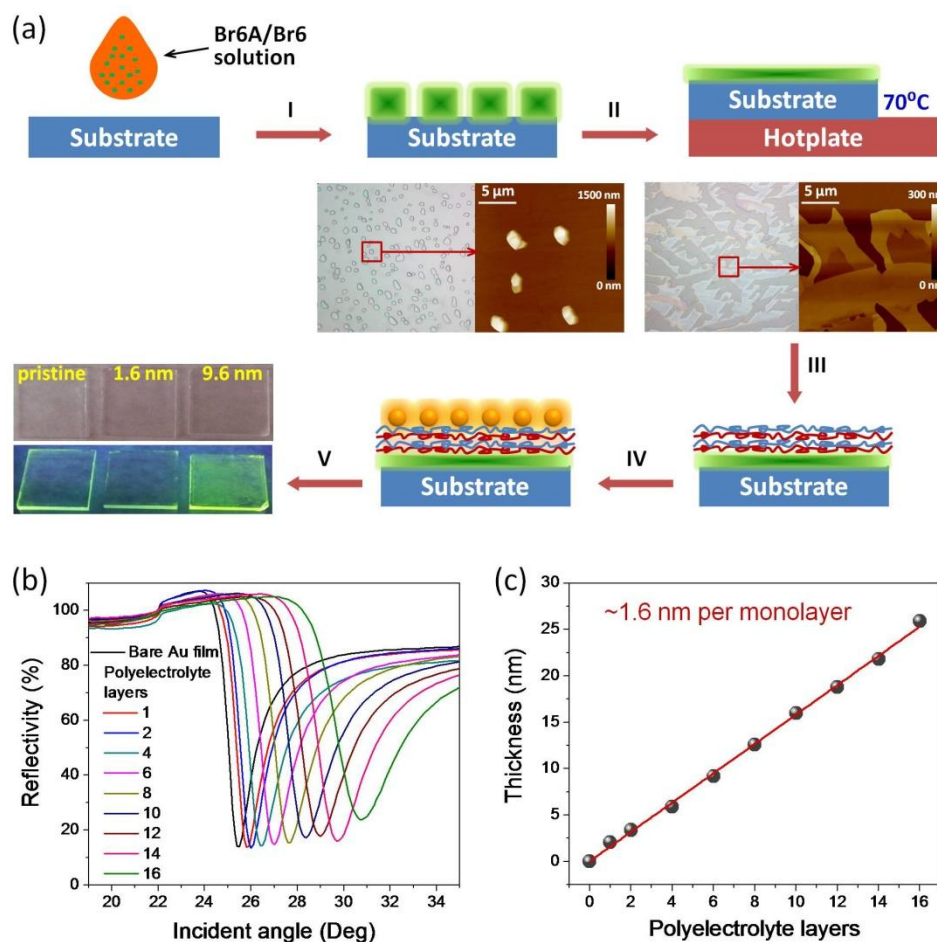 (a)
Br6A/Br6
solution
Substrate
I
Substrate
II
Substrate
70⁰C
Hotplate
5 µm
1500 nm
0 nm
5 µm
300 nm
0 nm
III
pristine
1.6 nm
9.6 nm
V
Substrate
IV
Substrate
(b)
Reflectivity (%)
100
80
60
40
20
0
Bare Au film
Polyelectrolyte
layers
1
2
4
6
8
10
12
14
16
20 22 24 26 28 30 32 34
Incident angle (Deg)
(c)
Thickness (nm)
30
25
20
15
10
5
0
~1.6 nm per monolayer
0 2 4 6 8 10 12 14 16
Polyelectrolyte layers